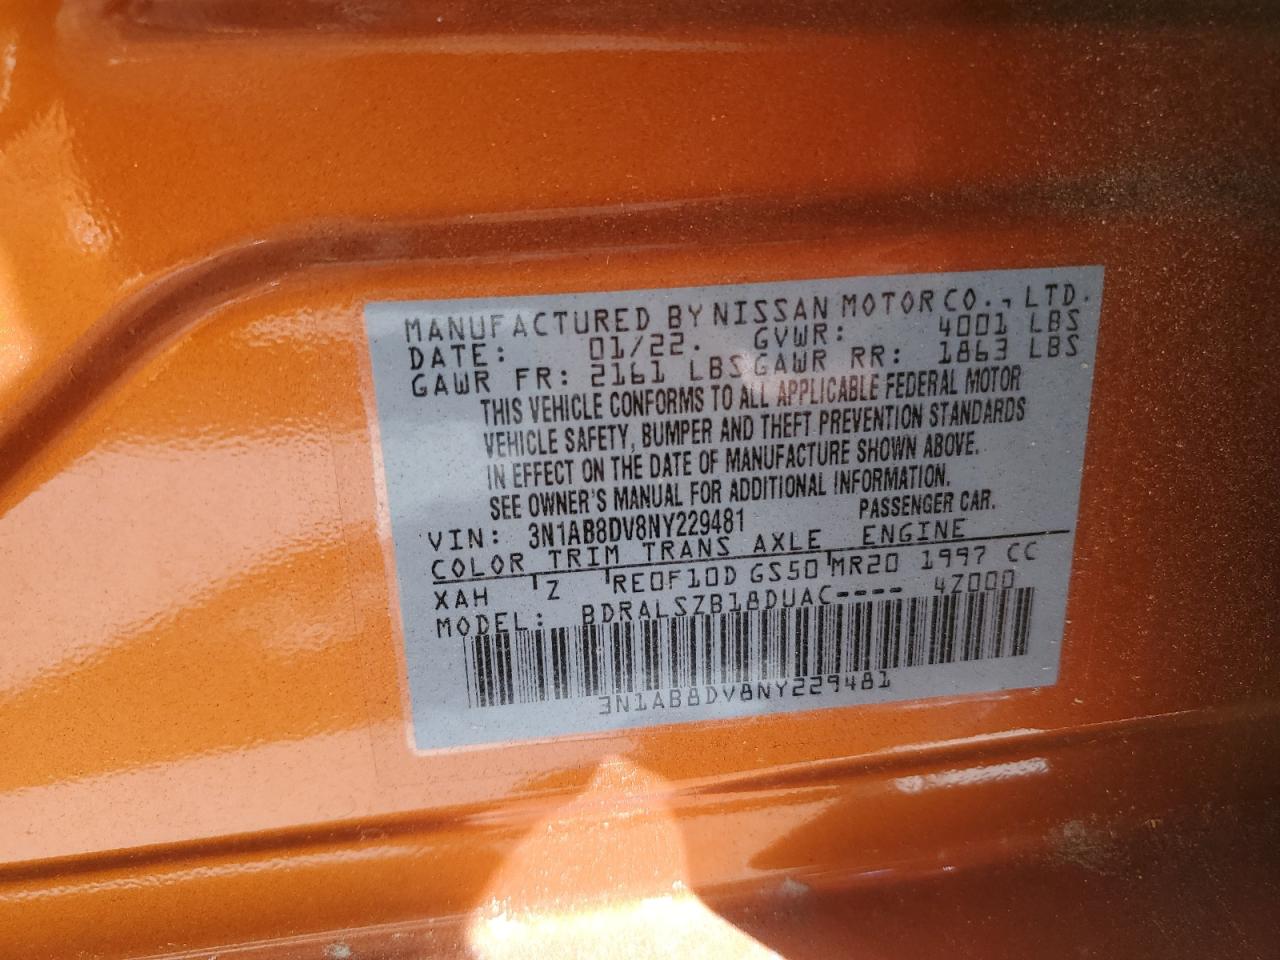 MANUFACTURED BY NISSAN MOTOR CO., LTD.
DATE: 01/22. GVWR: 4001 LBS
GAWR FR: 2161 LBS GAWR RR: 1863 LBS
THIS VEHICLE CONFORMS TO ALL APPLICABLE FEDERAL MOTOR
VEHICLE SAFETY, BUMPER AND THEFT PREVENTION STANDARDS
IN EFFECT ON THE DATE OF MANUFACTURE SHOWN ABOVE.
SEE OWNER'S MANUAL FOR ADDITIONAL INFORMATION.
PASSENGER CAR.
VIN: 3N1AB8DV8NY229481
COLOR TRIM TRANS AXLE ENGINE
XAH Z RE0F10D GS50 MR20 1997 CC
MODEL: BDRALSZB18DUAC---- 4Z000
3N1AB8DV8NY229481